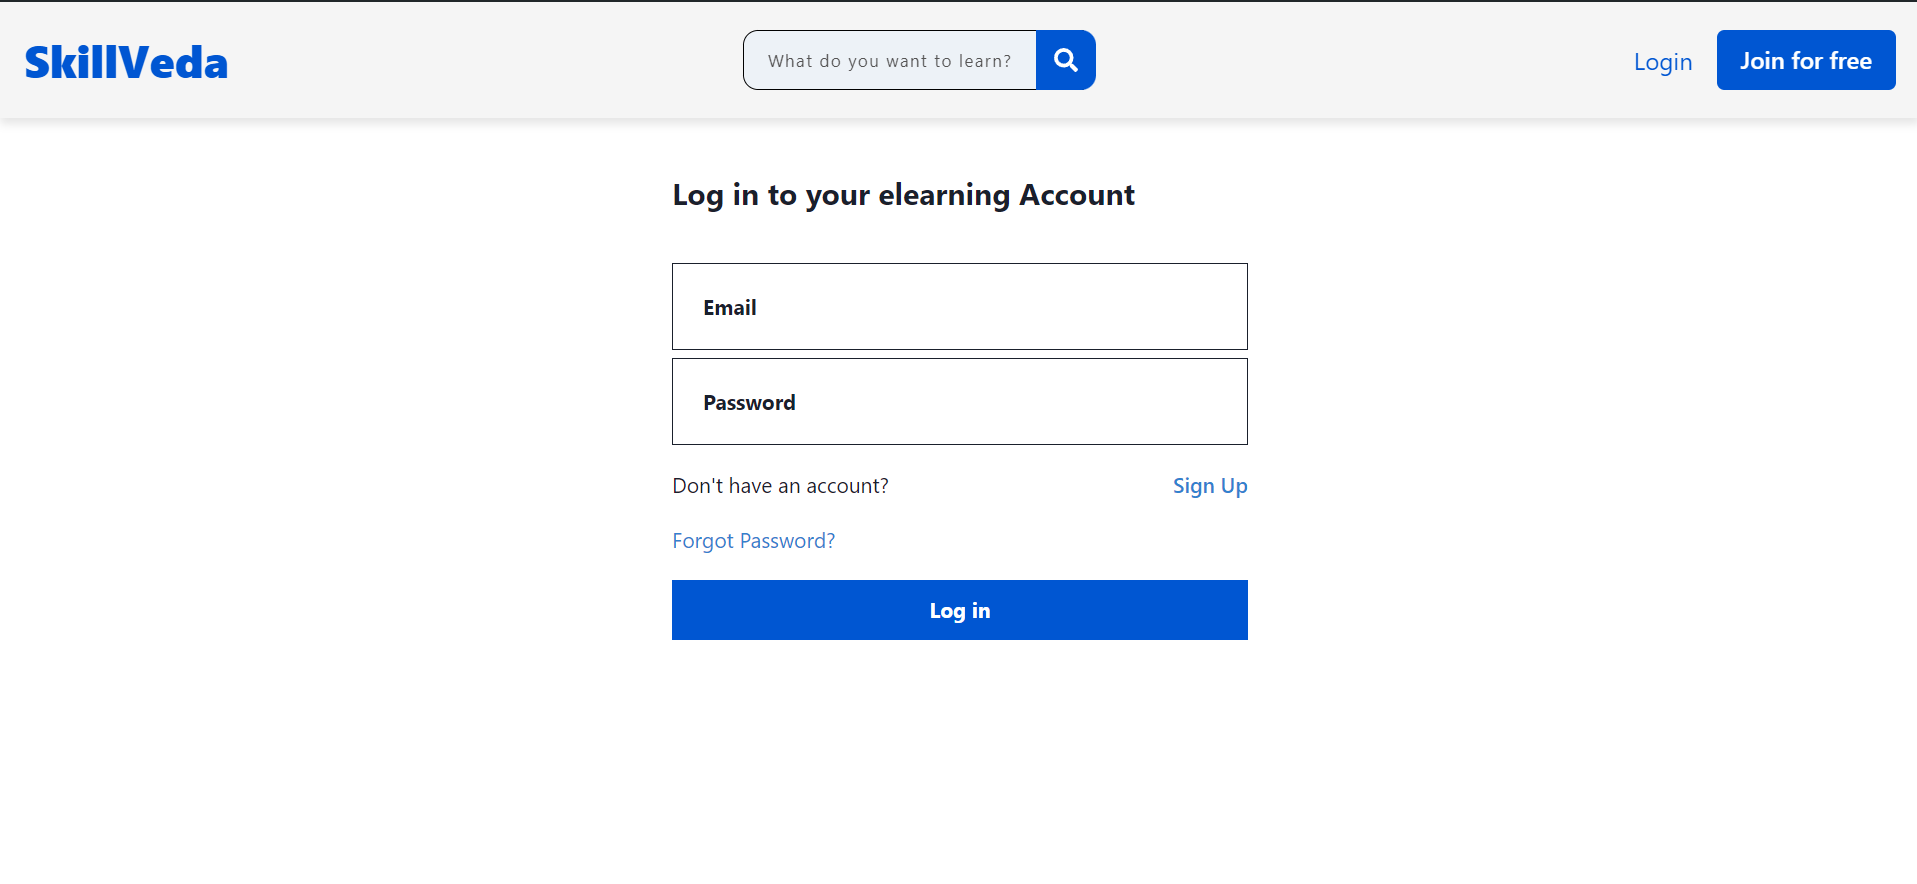 SkillVeda
What do you want to learn?
Login
Join for free
Log in to your elearning Account
Email
Password
Don't have an account? Sign Up
Forgot Password?
Log in